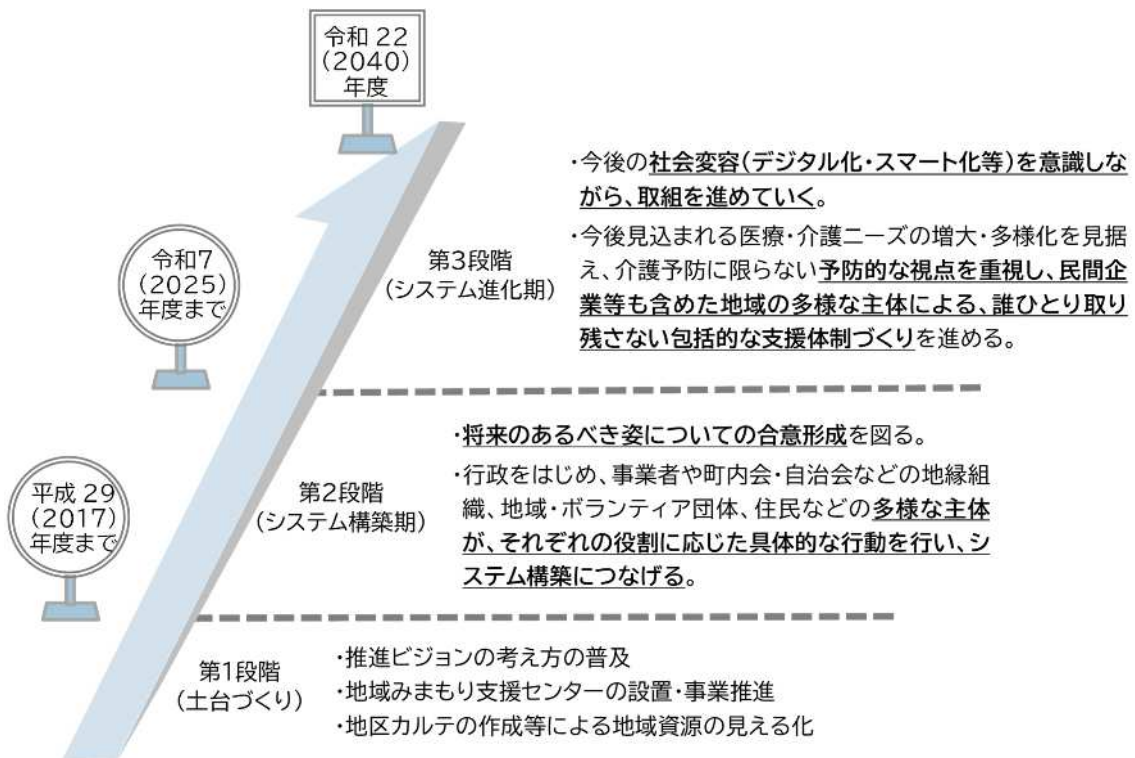 令和 22
(2040)
年度
・今後の社会変容(デジタル化・スマート化等)を意識しな
がら、取組を進めていく。
・今後見込まれる医療・介護ニーズの増大・多様化を見据
え、介護予防に限らない予防的な視点を重視し、民間企
業等も含めた地域の多様な主体による、誰ひとり取り
残さない包括的な支援体制づくりを進める。
第3段階
(システム進化期)
令和7
(2025)
年度まで
・将来のあるべき姿についての合意形成を図る。
・行政をはじめ、事業者や町内会・自治会などの地縁組
織、地域・ボランティア団体、住民などの多様な主体
が、それぞれの役割に応じた具体的な行動を行い、シ
ステム構築につなげる。
第2段階
(システム構築期)
平成 29
(2017)
年度まで
第1段階
(土台づくり)
・推進ビジョンの考え方の普及
・地域みまもり支援センターの設置・事業推進
・地区カルテの作成等による地域資源の見える化